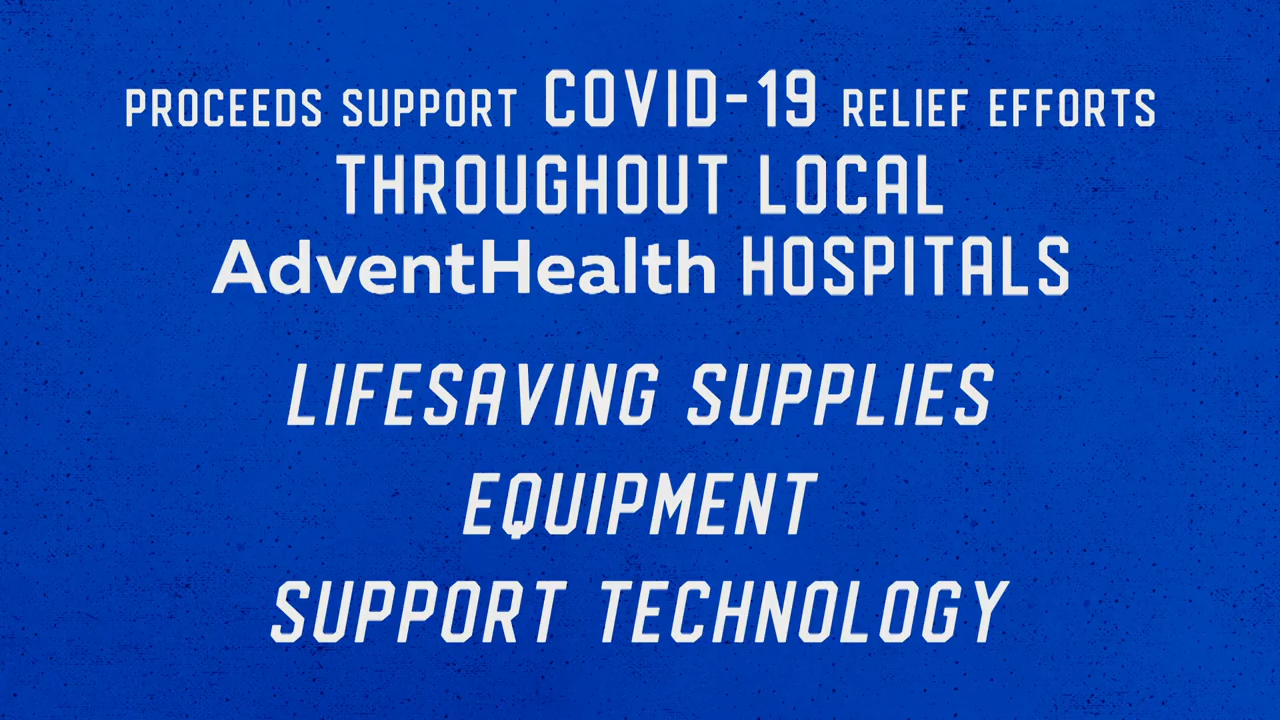 PROCEEDS SUPPORT COVID-19 RELIEF EFFORTS
THROUGHOUT LOCAL
AdventHealth HOSPITALS
LIFESAVING SUPPLIES
EQUIPMENT
SUPPORT TECHNOLOGY